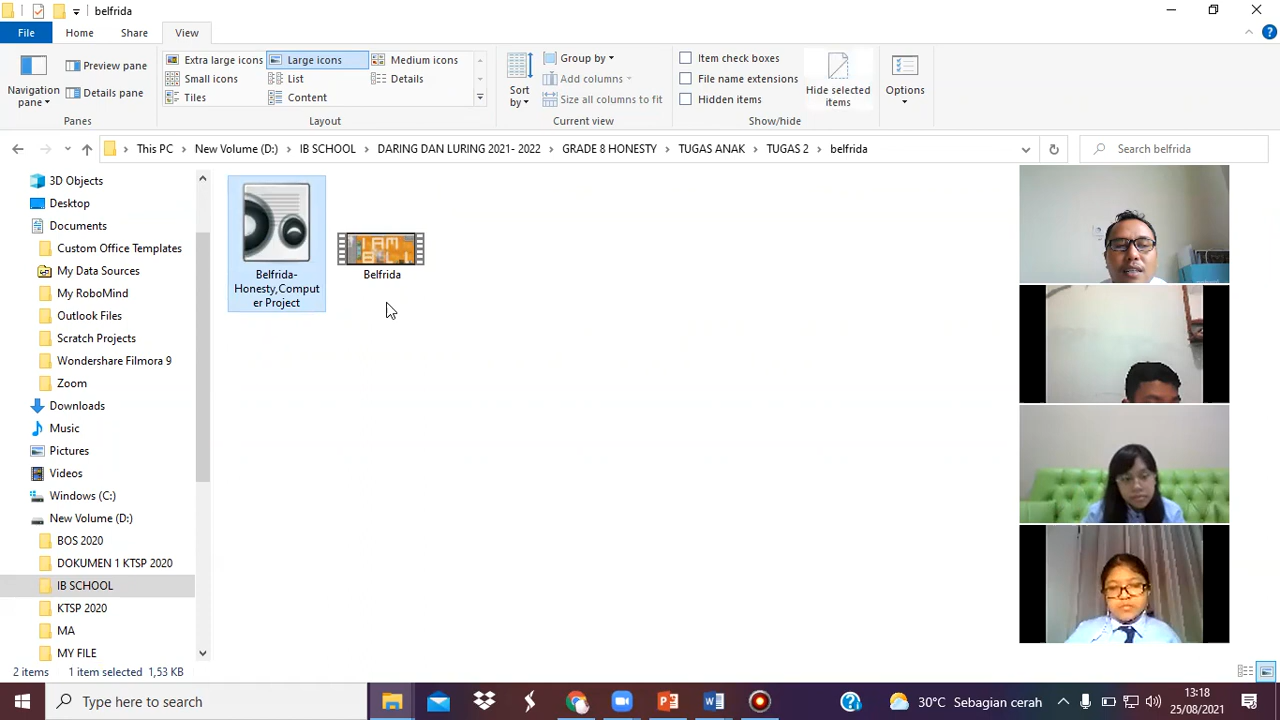 belfrida
File Home Share View
Extra large icons Large icons Medium icons
Small icons List Details
Tiles Content
Preview pane
Details pane
Navigation pane
Panes
Layout
Sort by
Group by
Add columns
Size all columns to fit
Current view
Item check boxes
File name extensions
Hidden items
Hide selected items
Show/hide
Options
This PC New Volume (D:) IB SCHOOL DARING DAN LURING 2021- 2022 GRADE 8 HONESTY TUGAS ANAK TUGAS 2 belfrida
Search belfrida
3D Objects
Desktop
Documents
Custom Office Templates
My Data Sources
My RoboMind
Outlook Files
Scratch Projects
Wondershare Filmora 9
Zoom
Downloads
Music
Pictures
Videos
Windows (C:)
New Volume (D:)
BOS 2020
DOKUMEN 1 KTSP 2020
IB SCHOOL
KTSP 2020
MA
MY FILE
Belfrida-
Honesty,Comput
er Project
I AM
Belfrida
2 items 1 item selected 1,53 KB
Type here to search
30°C Sebagian cerah
13:18
25/08/2021